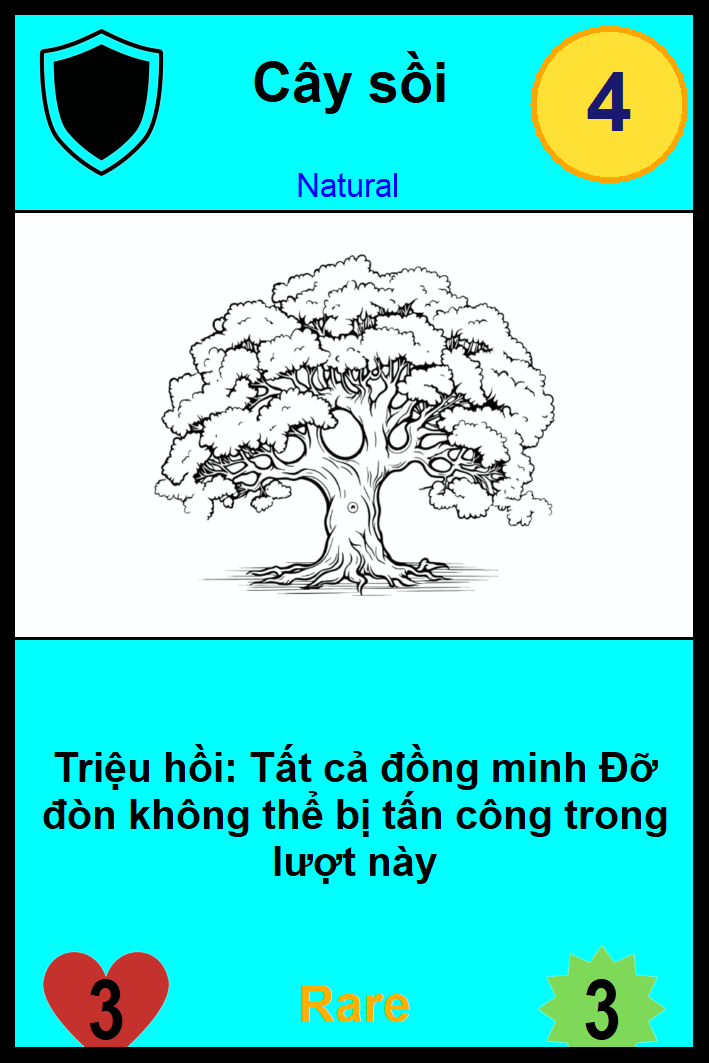 Cây sồi
4
Natural
Triệu hồi: Tất cả đồng minh Đỡ
đòn không thể bị tấn công trong
lượt này
3
Rare
3